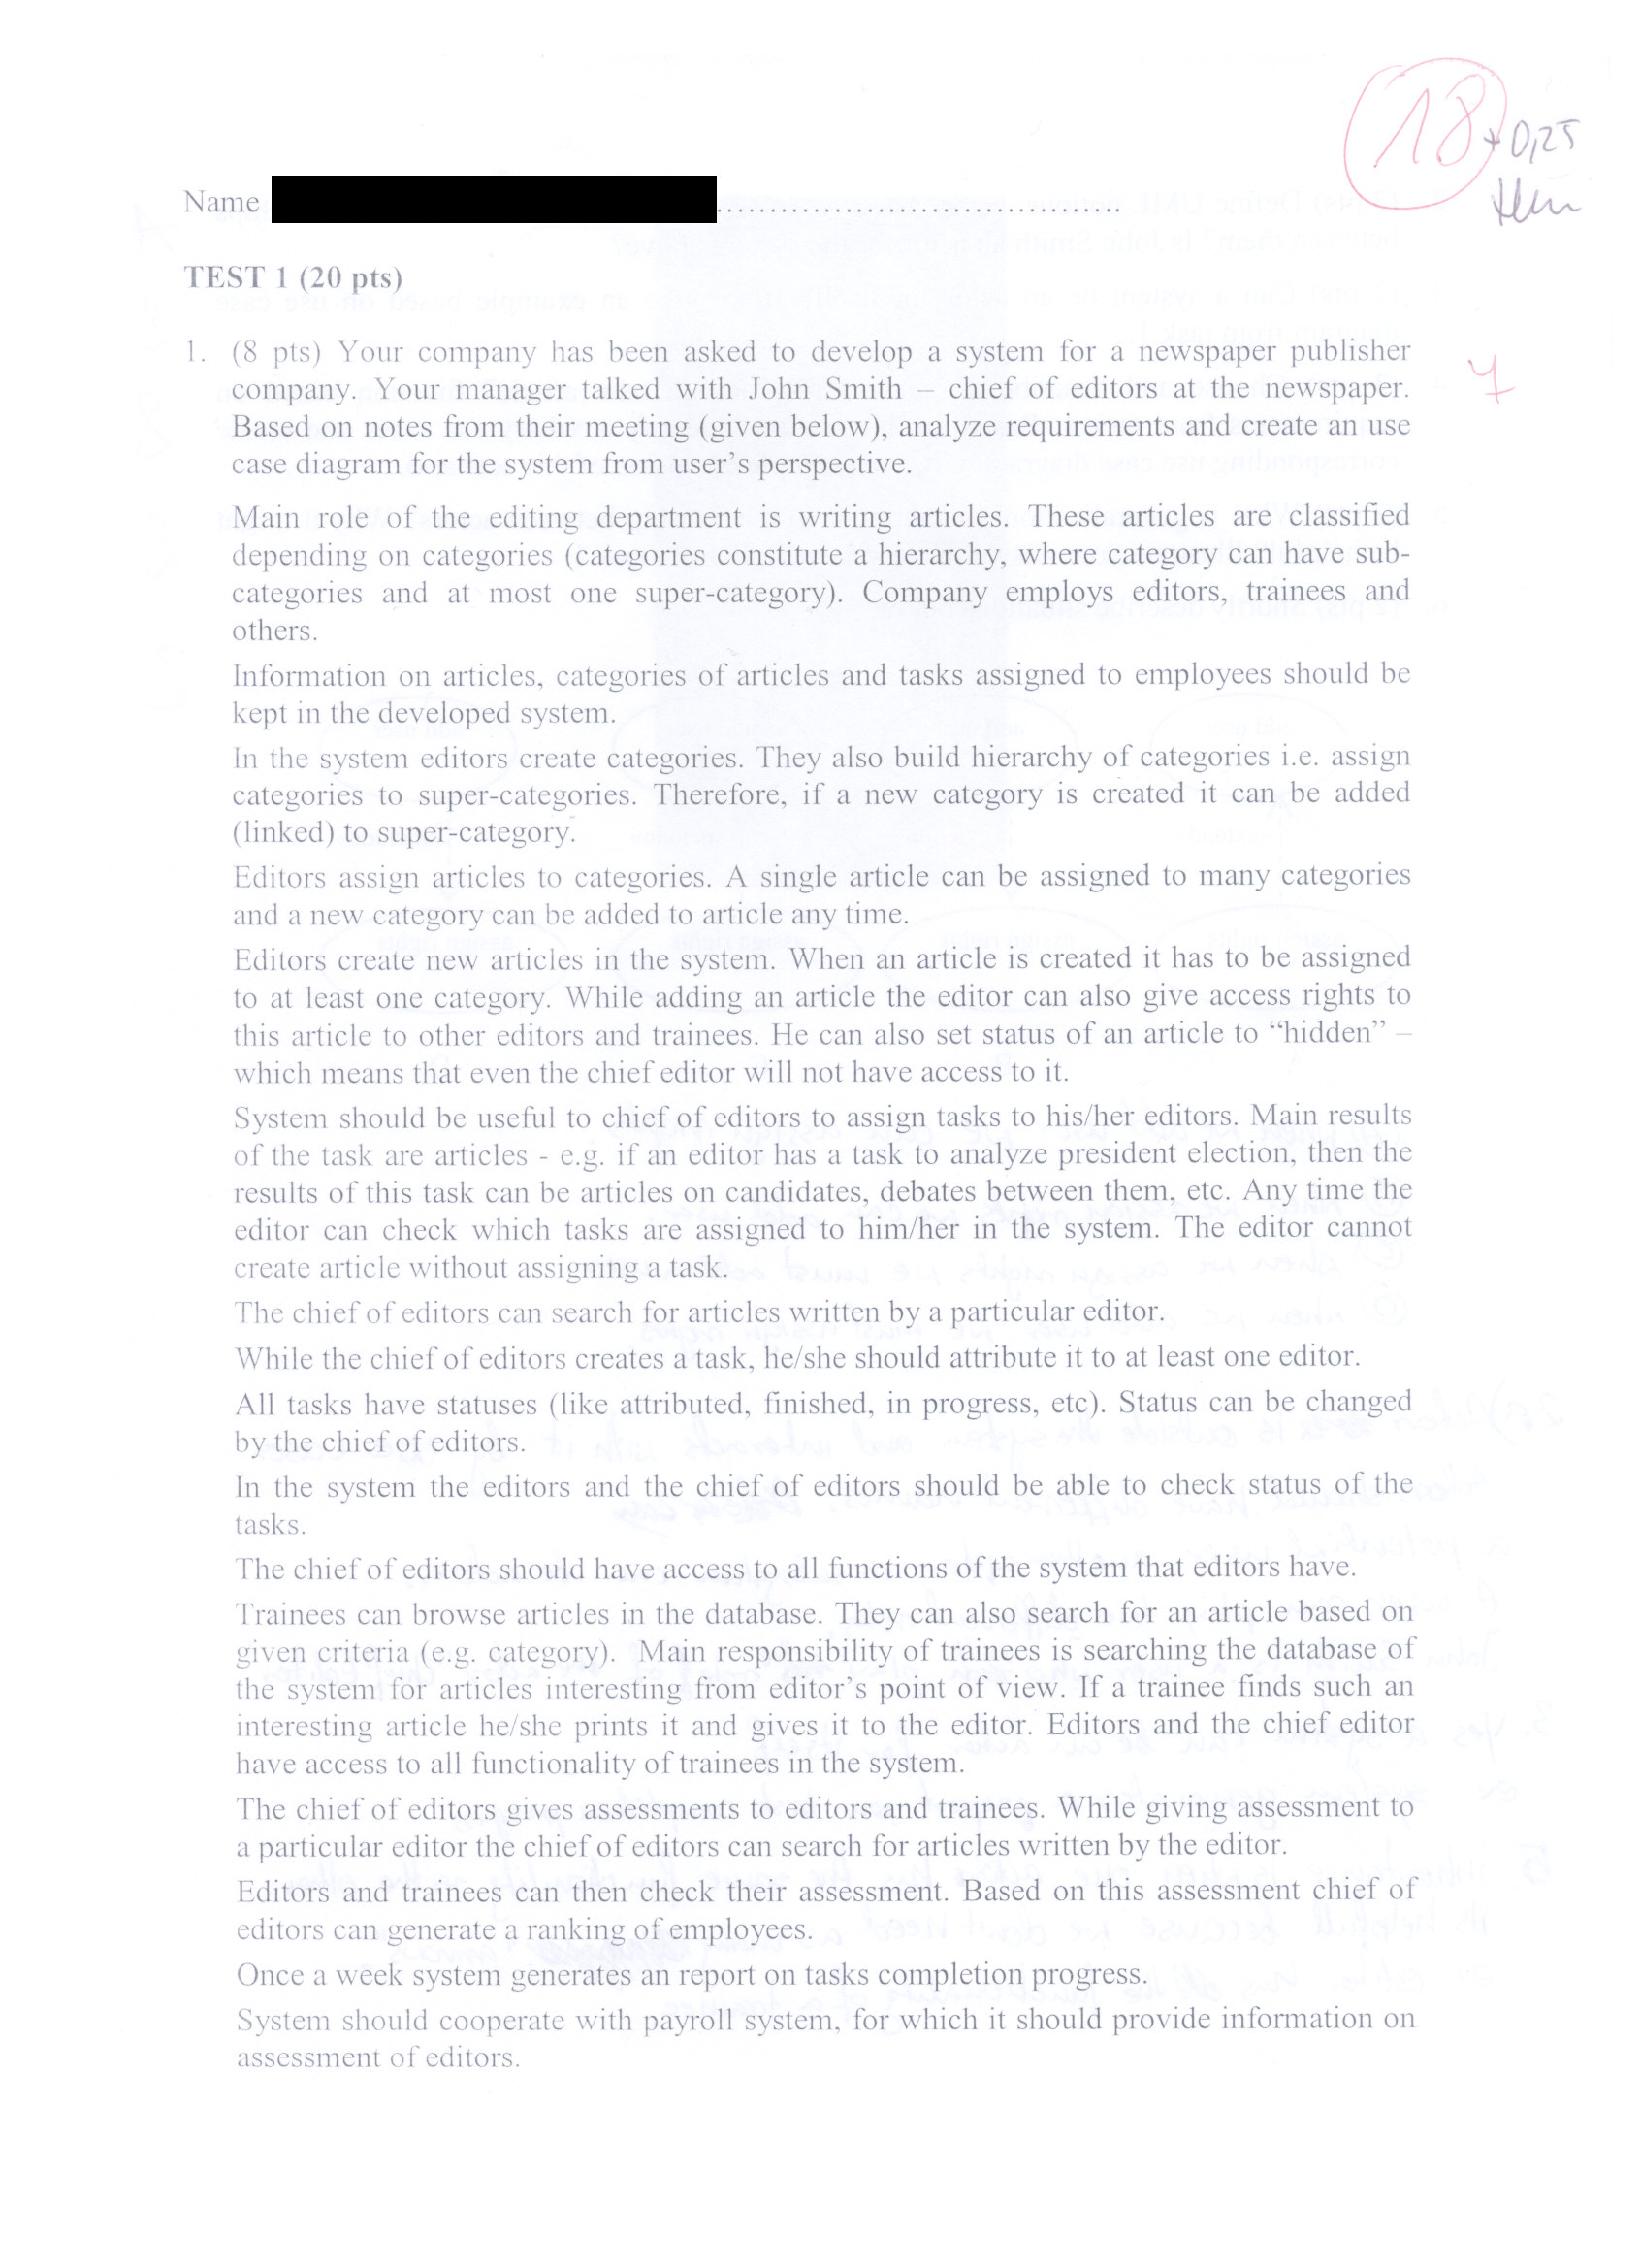 18 + 0,25
Name ......................................................
TEST 1 (20 pts)
1. (8 pts) Your company has been asked to develop a system for a newspaper publisher
7
company. Your manager talked with John Smith – chief of editors at the newspaper.
Based on notes from their meeting (given below), analyze requirements and create an use
case diagram for the system from user's perspective.
Main role of the editing department is writing articles. These articles are classified
depending on categories (categories constitute a hierarchy, where category can have sub-
categories and at most one super-category). Company employs editors, trainees and
others.
Information on articles, categories of articles and tasks assigned to employees should be
kept in the developed system.
In the system editors create categories. They also build hierarchy of categories i.e. assign
categories to super-categories. Therefore, if a new category is created it can be added
(linked) to super-category.
Editors assign articles to categories. A single article can be assigned to many categories
and a new category can be added to article any time.
Editors create new articles in the system. When an article is created it has to be assigned
to at least one category. While adding an article the editor can also give access rights to
this article to other editors and trainees. He can also set status of an article to “hidden” –
which means that even the chief editor will not have access to it.
System should be useful to chief of editors to assign tasks to his/her editors. Main results
of the task are articles - e.g. if an editor has a task to analyze president election, then the
results of this task can be articles on candidates, debates between them, etc. Any time the
editor can check which tasks are assigned to him/her in the system. The editor cannot
create article without assigning a task.
The chief of editors can search for articles written by a particular editor.
While the chief of editors creates a task, he/she should attribute it to at least one editor.
All tasks have statuses (like attributed, finished, in progress, etc). Status can be changed
by the chief of editors.
In the system the editors and the chief of editors should be able to check status of the
tasks.
The chief of editors should have access to all functions of the system that editors have.
Trainees can browse articles in the database. They can also search for an article based on
given criteria (e.g. category). Main responsibility of trainees is searching the database of
the system for articles interesting from editor's point of view. If a trainee finds such an
interesting article he/she prints it and gives it to the editor. Editors and the chief editor
have access to all functionality of trainees in the system.
The chief of editors gives assessments to editors and trainees. While giving assessment to
a particular editor the chief of editors can search for articles written by the editor.
Editors and trainees can then check their assessment. Based on this assessment chief of
editors can generate a ranking of employees.
Once a week system generates an report on tasks completion progress.
System should cooperate with payroll system, for which it should provide information on
assessment of editors.